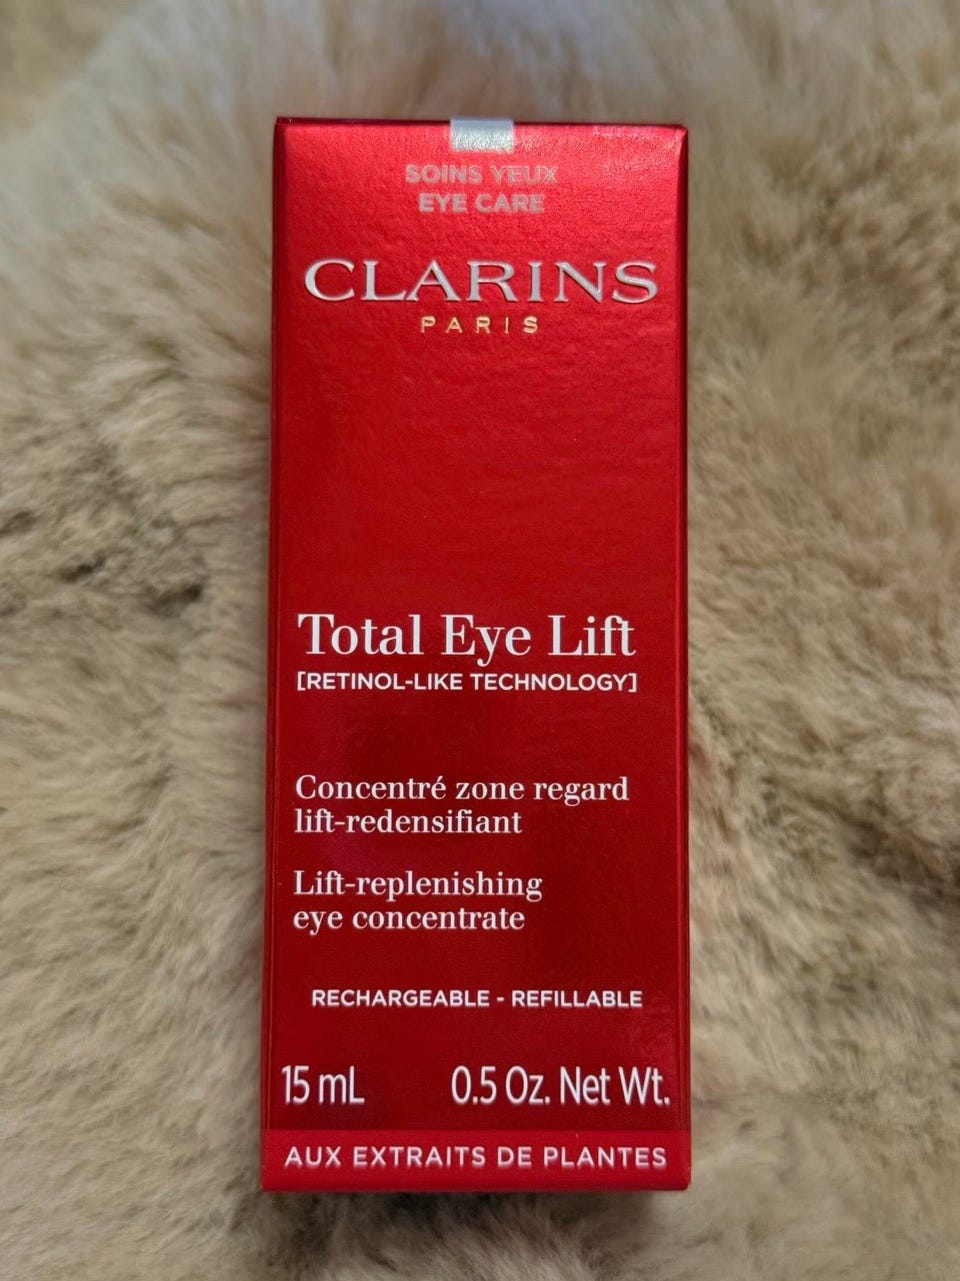 SOINS YEUX
EYE CARE
CLARINS
PARIS
Total Eye Lift
[RETINOL-LIKE TECHNOLOGY]
Concentré zone regard
lift-redensifiant
Lift-replenishing
eye concentrate
RECHARGEABLE - REFILLABLE
15 mL 0.5 Oz. Net Wt.
AUX EXTRAITS DE PLANTES